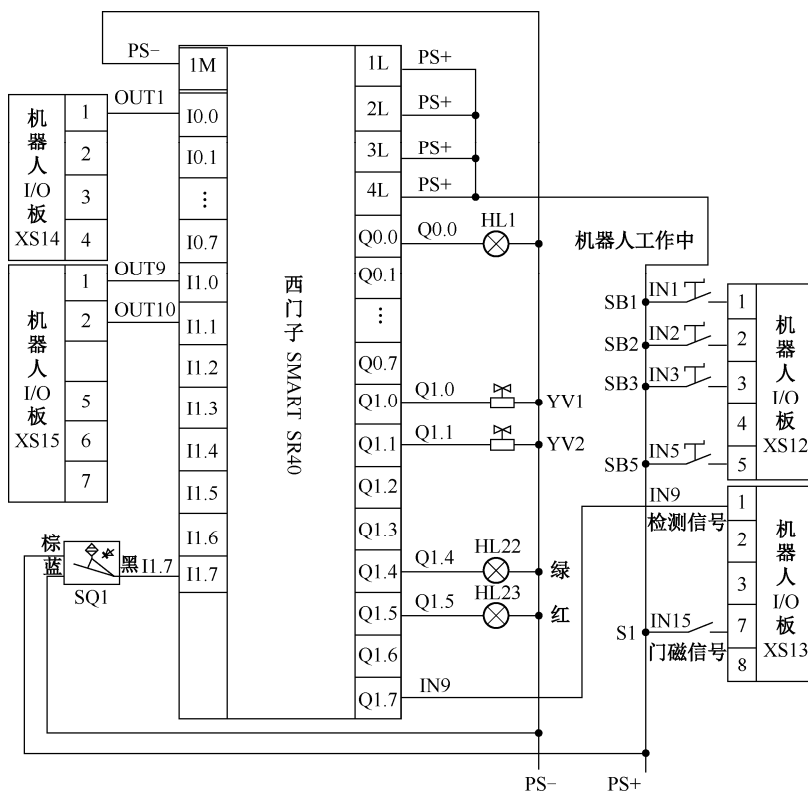 PS−
1M
OUT1
I0.0
I0.1
⋮
I0.7
OUT9
I1.0
OUT10
I1.1
I1.2
I1.3
I1.4
I1.5
I1.6
I1.7
机器人I/O板XS14
1
2
3
4
机器人I/O板XS15
1
2
5
6
7
棕
蓝
黑
I1.7
SQ1
西门子 SMART SR40
1L
PS+
2L
PS+
3L
PS+
4L
PS+
Q0.0
Q0.0
HL1
Q0.1
⋮
Q0.7
Q1.0
Q1.0
YV1
Q1.1
Q1.1
YV2
Q1.2
Q1.3
Q1.4
Q1.4
HL22
绿
Q1.5
Q1.5
HL23
红
Q1.6
Q1.7
IN9
机器人工作中
SB1
IN1
1
SB2
IN2
2
SB3
IN3
3
4
SB5
IN5
5
机器人I/O板XS12
IN9
检测信号
1
2
3
S1
IN15
门磁信号
7
8
机器人I/O板XS13
PS−
PS+